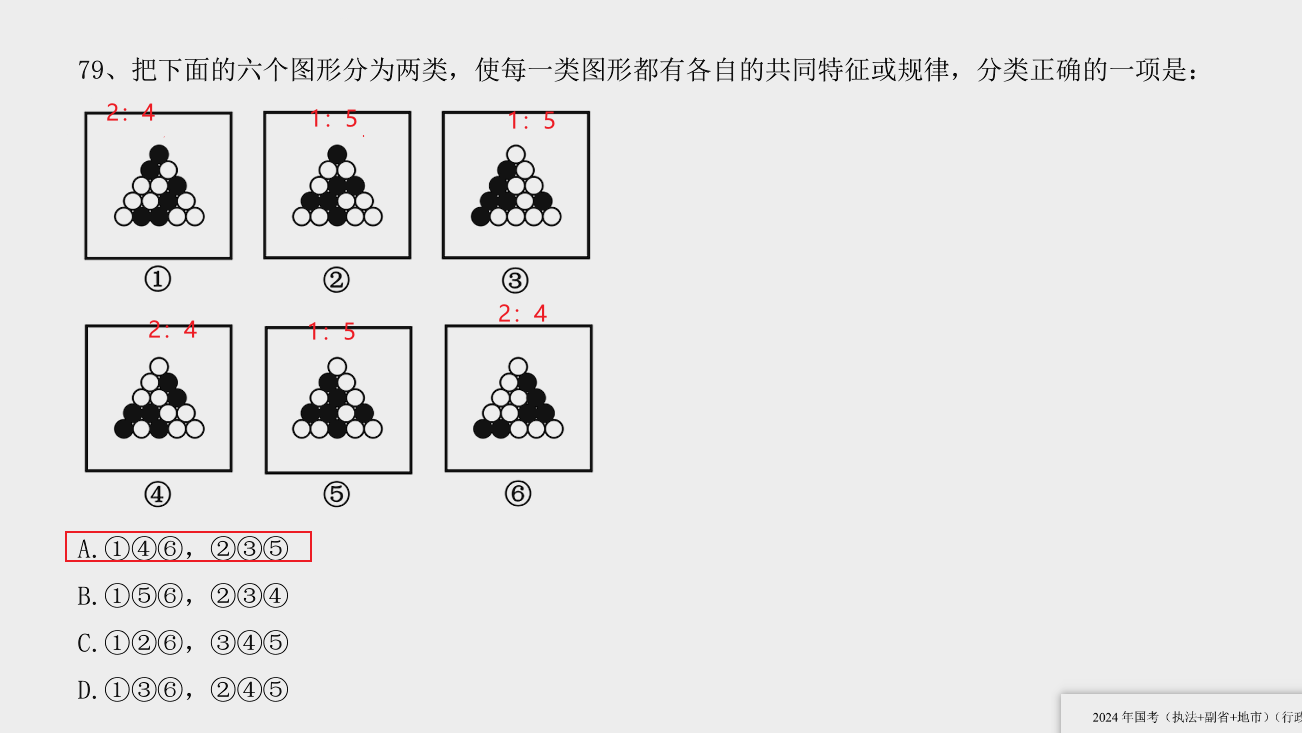 79、把下面的六个图形分为两类，使每一类图形都有各自的共同特征或规律，分类正确的一项是：
2：4 1：5 1：5
① ② ③
2：4 1：5 2：4
④ ⑤ ⑥
A.①④⑥，②③⑤
B.①⑤⑥，②③④
C.①②⑥，③④⑤
D.①③⑥，②④⑤
2024 年国考（执法+副省+地市）（行政